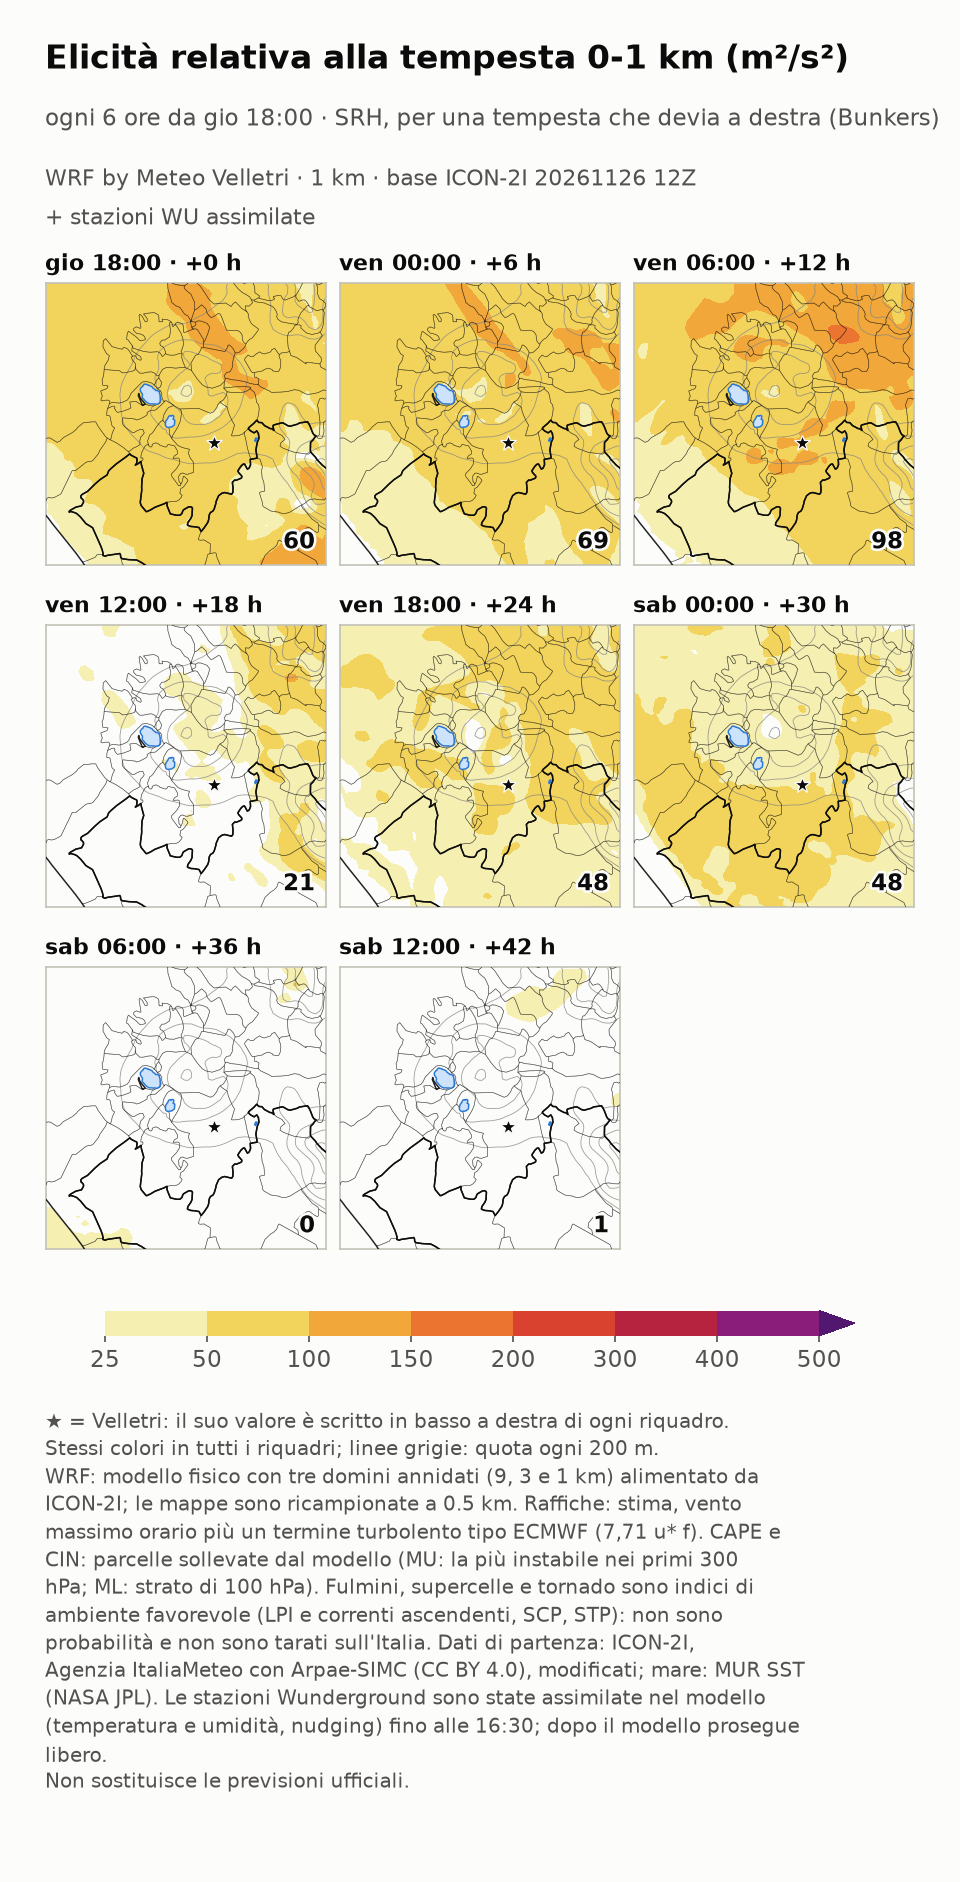 Elicità relativa alla tempesta 0-1 km (m²/s²)
ogni 6 ore da gio 18:00 · SRH, per una tempesta che devia a destra (Bunkers)
WRF by Meteo Velletri · 1 km · base ICON-2I 20261126 12Z
+ stazioni WU assimilate
gio 18:00 · +0 h
ven 00:00 · +6 h
ven 06:00 · +12 h
60
69
98
ven 12:00 · +18 h
ven 18:00 · +24 h
sab 00:00 · +30 h
21
48
48
sab 06:00 · +36 h
sab 12:00 · +42 h
0
1
25 50 100 150 200 300 400 500
★ = Velletri: il suo valore è scritto in basso a destra di ogni riquadro.
Stessi colori in tutti i riquadri; linee grigie: quota ogni 200 m.
WRF: modello fisico con tre domini annidati (9, 3 e 1 km) alimentato da
ICON-2I; le mappe sono ricampionate a 0.5 km. Raffiche: stima, vento
massimo orario più un termine turbolento tipo ECMWF (7,71 u* f). CAPE e
CIN: parcelle sollevate dal modello (MU: la più instabile nei primi 300
hPa; ML: strato di 100 hPa). Fulmini, supercelle e tornado sono indici di
ambiente favorevole (LPI e correnti ascendenti, SCP, STP): non sono
probabilità e non sono tarati sull'Italia. Dati di partenza: ICON-2I,
Agenzia ItaliaMeteo con Arpae-SIMC (CC BY 4.0), modificati; mare: MUR SST
(NASA JPL). Le stazioni Wunderground sono state assimilate nel modello
(temperatura e umidità, nudging) fino alle 16:30; dopo il modello prosegue
libero.
Non sostituisce le previsioni ufficiali.